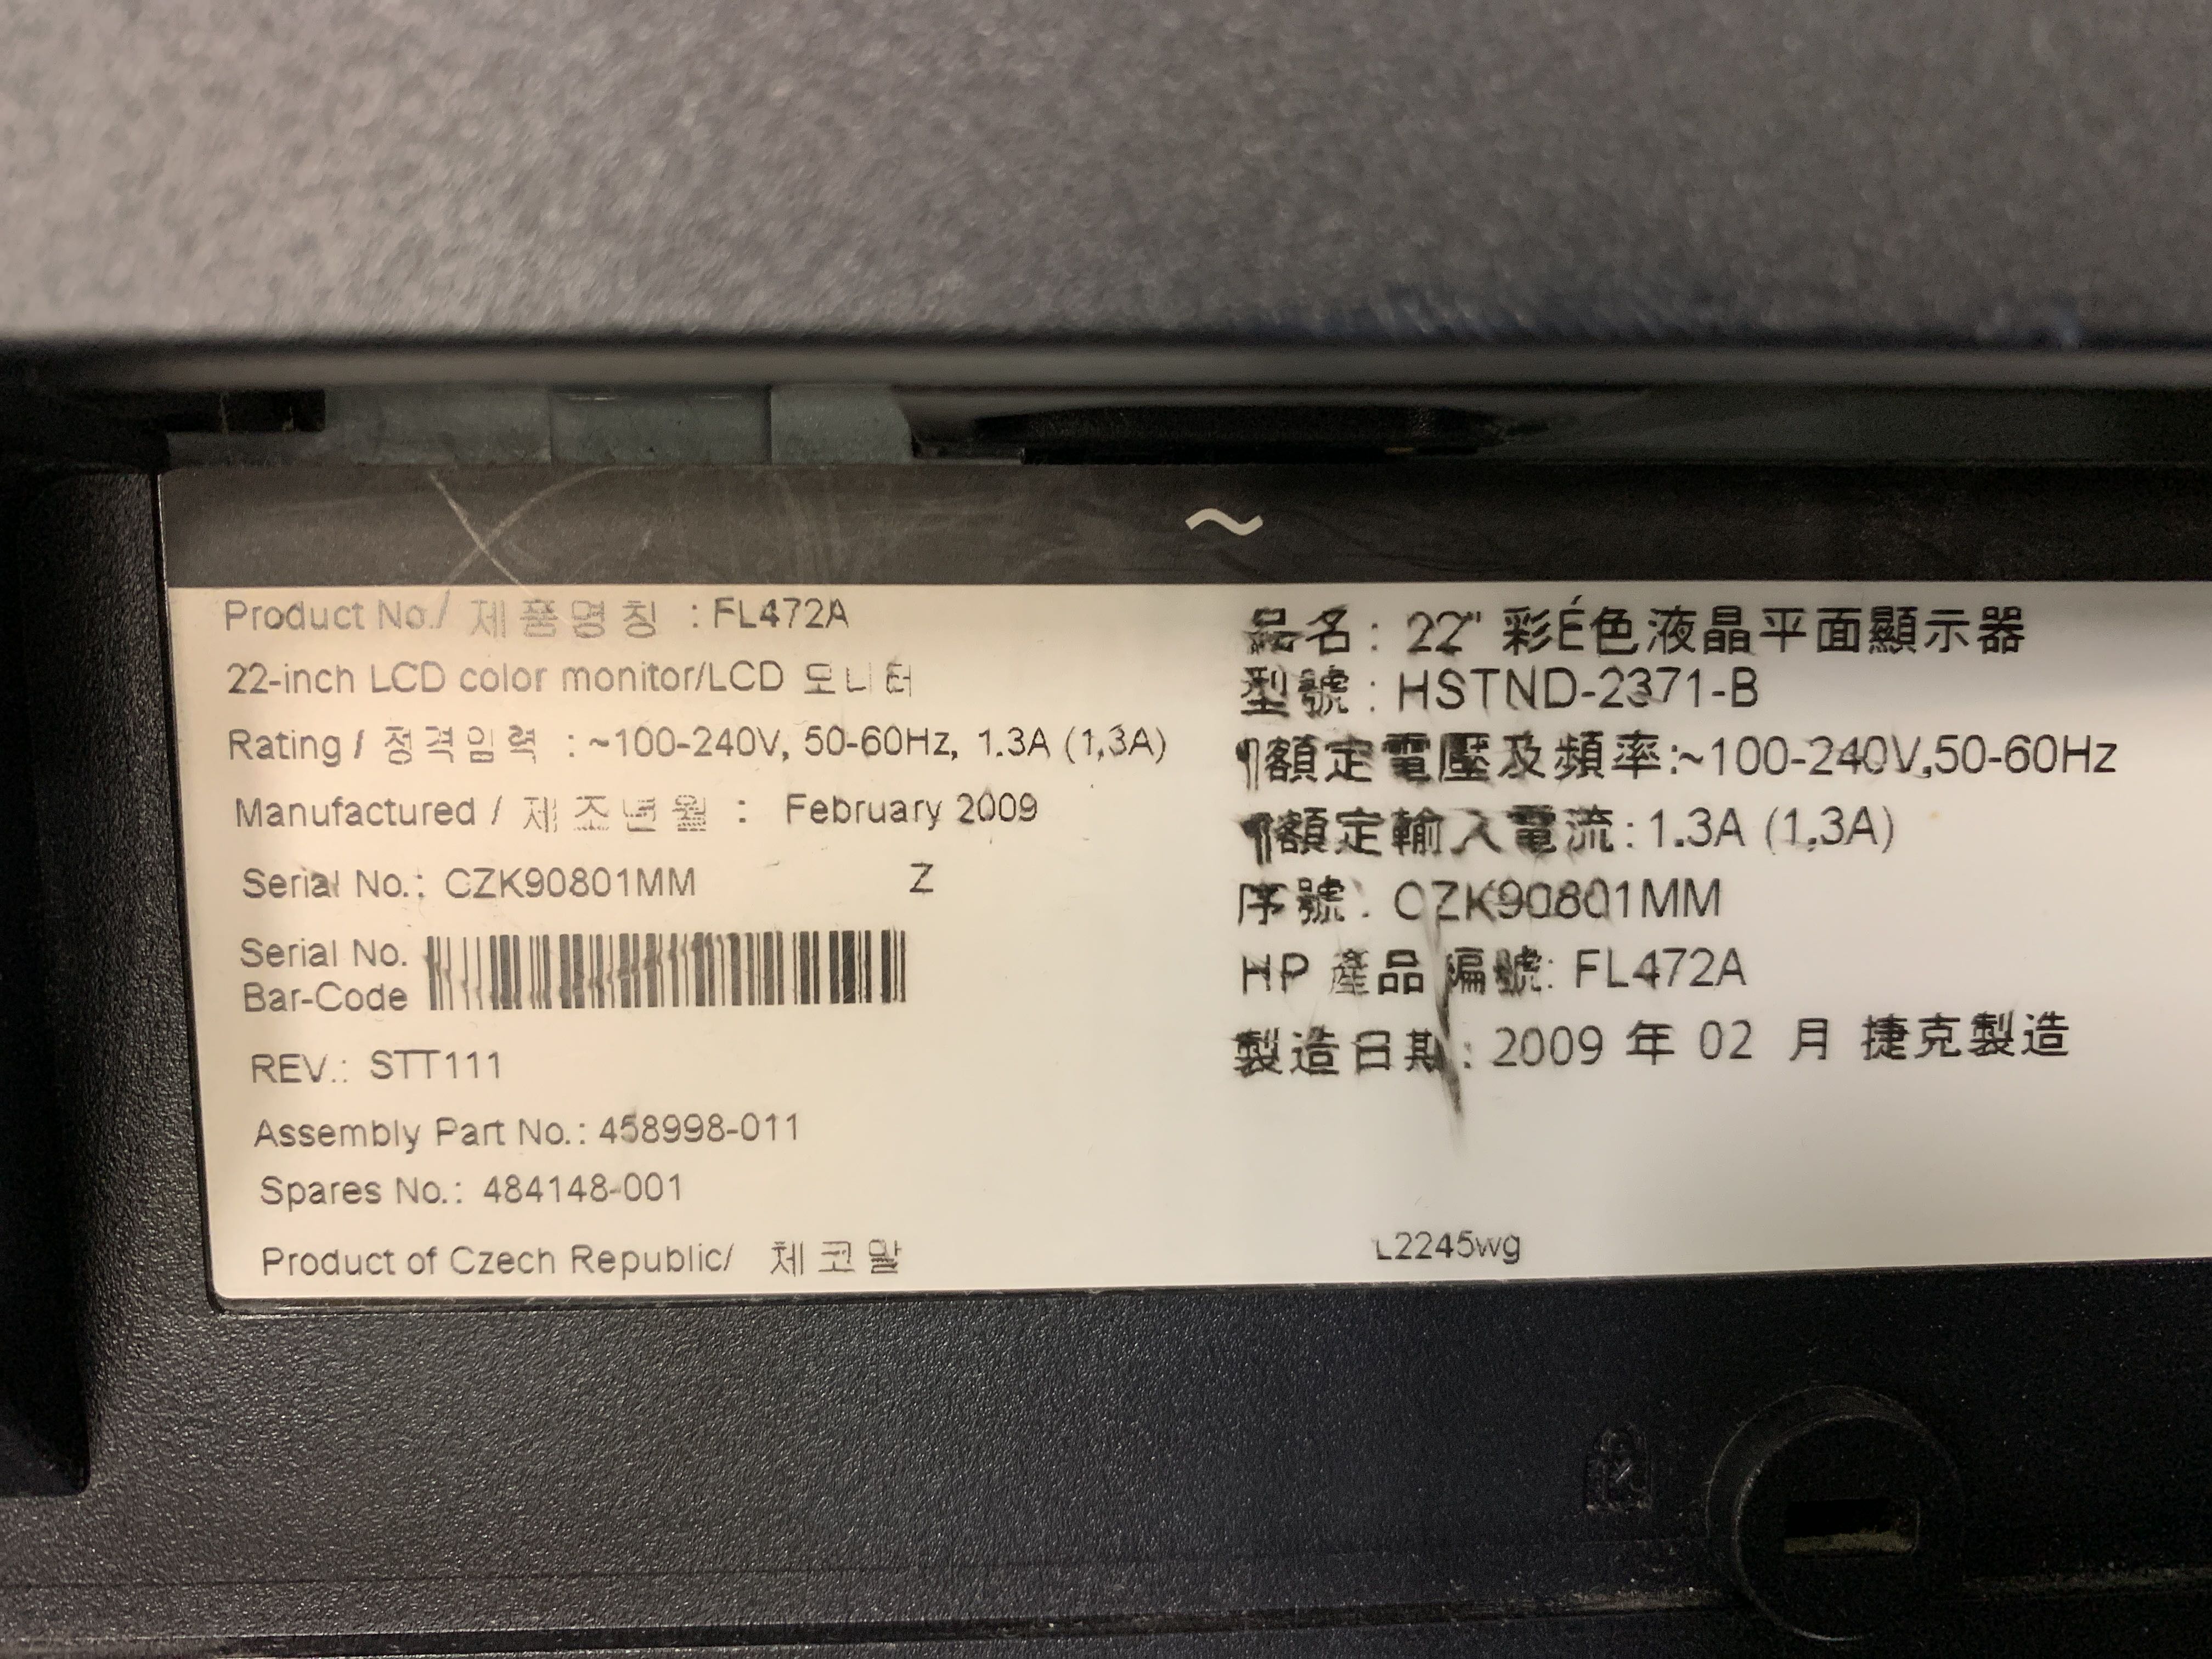 ~
Product No./ 제품명칭 : FL472A
22-inch LCD color monitor/LCD 모니터
Rating / 정격입력 : ~100-240V, 50-60Hz, 1.3A (1,3A)
Manufactured / 제조년월 : February 2009
Serial No.: CZK90801MM Z
Serial No.
Bar-Code
REV.: STT111
Assembly Part No.: 458998-011
Spares No.: 484148-001
Product of Czech Republic/ 체코말
品名: 22" 彩É色液晶平面顯示器
型號: HSTND-2371-B
¶額定電壓及頻率:~100-240V,50-60Hz
¶額定輸入電流: 1.3A (1,3A)
序號: CZK90801MM
HP 產品編號: FL472A
製造日期: 2009 年 02 月 捷克製造
L2245wg